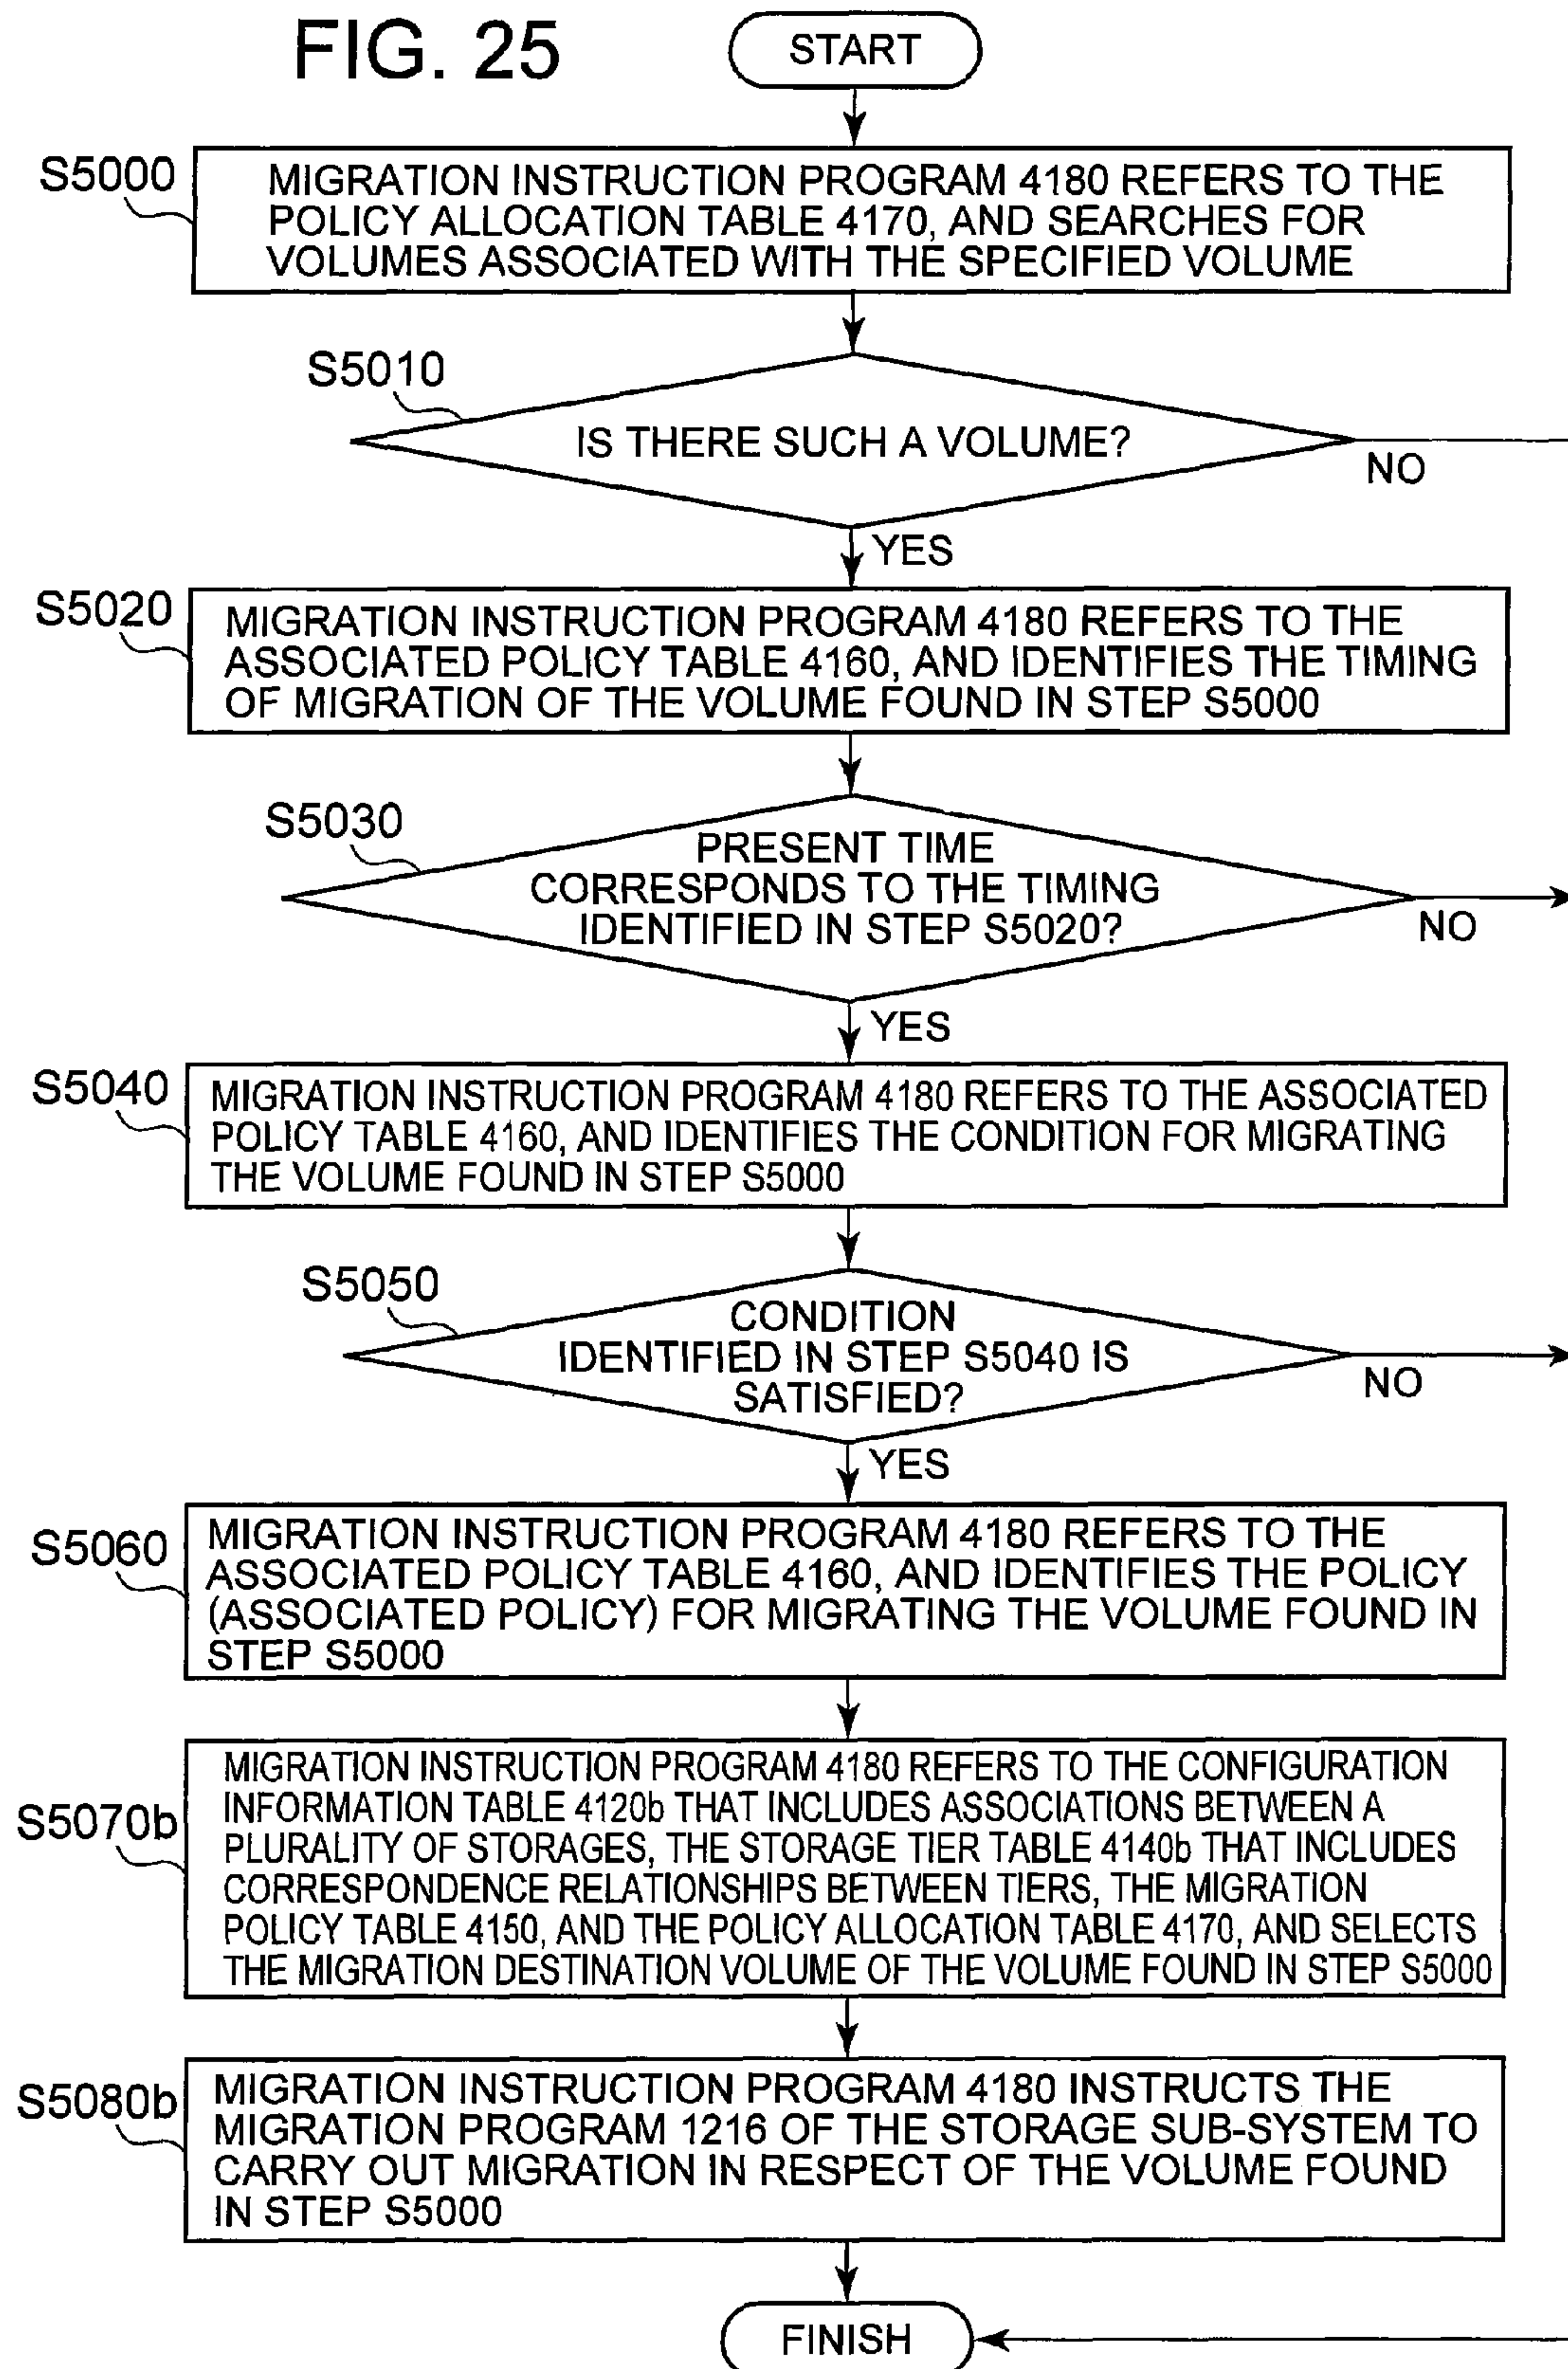 FIG. 25
START
S5000
MIGRATION INSTRUCTION PROGRAM 4180 REFERS TO THE
POLICY ALLOCATION TABLE 4170, AND SEARCHES FOR
VOLUMES ASSOCIATED WITH THE SPECIFIED VOLUME
S5010
IS THERE SUCH A VOLUME?
NO
YES
S5020
MIGRATION INSTRUCTION PROGRAM 4180 REFERS TO THE
ASSOCIATED POLICY TABLE 4160, AND IDENTIFIES THE TIMING
OF MIGRATION OF THE VOLUME FOUND IN STEP S5000
S5030
PRESENT TIME
CORRESPONDS TO THE TIMING
IDENTIFIED IN STEP S5020?
NO
YES
S5040
MIGRATION INSTRUCTION PROGRAM 4180 REFERS TO THE ASSOCIATED
POLICY TABLE 4160, AND IDENTIFIES THE CONDITION FOR MIGRATING
THE VOLUME FOUND IN STEP S5000
S5050
CONDITION
IDENTIFIED IN STEP S5040 IS
SATISFIED?
NO
YES
S5060
MIGRATION INSTRUCTION PROGRAM 4180 REFERS TO THE
ASSOCIATED POLICY TABLE 4160, AND IDENTIFIES THE POLICY
(ASSOCIATED POLICY) FOR MIGRATING THE VOLUME FOUND IN
STEP S5000
S5070b
MIGRATION INSTRUCTION PROGRAM 4180 REFERS TO THE CONFIGURATION
INFORMATION TABLE 4120b THAT INCLUDES ASSOCIATIONS BETWEEN A
PLURALITY OF STORAGES, THE STORAGE TIER TABLE 4140b THAT INCLUDES
CORRESPONDENCE RELATIONSHIPS BETWEEN TIERS, THE MIGRATION
POLICY TABLE 4150, AND THE POLICY ALLOCATION TABLE 4170, AND SELECTS
THE MIGRATION DESTINATION VOLUME OF THE VOLUME FOUND IN STEP S5000
S5080b
MIGRATION INSTRUCTION PROGRAM 4180 INSTRUCTS THE
MIGRATION PROGRAM 1216 OF THE STORAGE SUB-SYSTEM TO
CARRY OUT MIGRATION IN RESPECT OF THE VOLUME FOUND
IN STEP S5000
FINISH